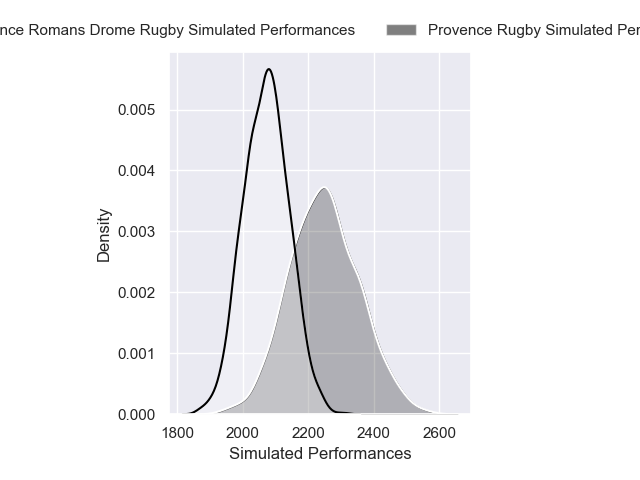 nce Romans Drome Rugby Simulated Performances
Provence Rugby Simulated Per
0.005
0.004
0.003
0.002
0.001
0.000
Density
1800 2000 2200 2400 2600
Simulated Performances